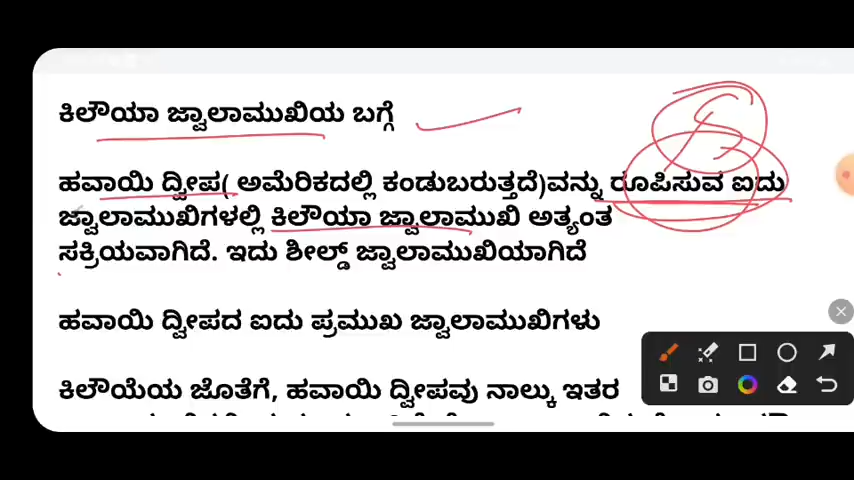 ಕಿಲೌಯಾ ಜ್ವಾಲಾಮುಖಿಯ ಬಗ್ಗೆ
ಹವಾಯಿ ದ್ವೀಪ( ಅಮೆರಿಕದಲ್ಲಿ ಕಂಡುಬರುತ್ತದೆ)ವನ್ನು ರೂಪಿಸುವ ಐದು
ಜ್ವಾಲಾಮುಖಿಗಳಲ್ಲಿ ಕಿಲೌಯಾ ಜ್ವಾಲಾಮುಖಿ ಅತ್ಯಂತ
ಸಕ್ರಿಯವಾಗಿದೆ. ಇದು ಶೀಲ್ಡ್ ಜ್ವಾಲಾಮುಖಿಯಾಗಿದೆ
ಹವಾಯಿ ದ್ವೀಪದ ಐದು ಪ್ರಮುಖ ಜ್ವಾಲಾಮುಖಿಗಳು
ಕಿಲೌಯೆಯ ಜೊತೆಗೆ, ಹವಾಯಿ ದ್ವೀಪವು ನಾಲ್ಕು ಇತರ